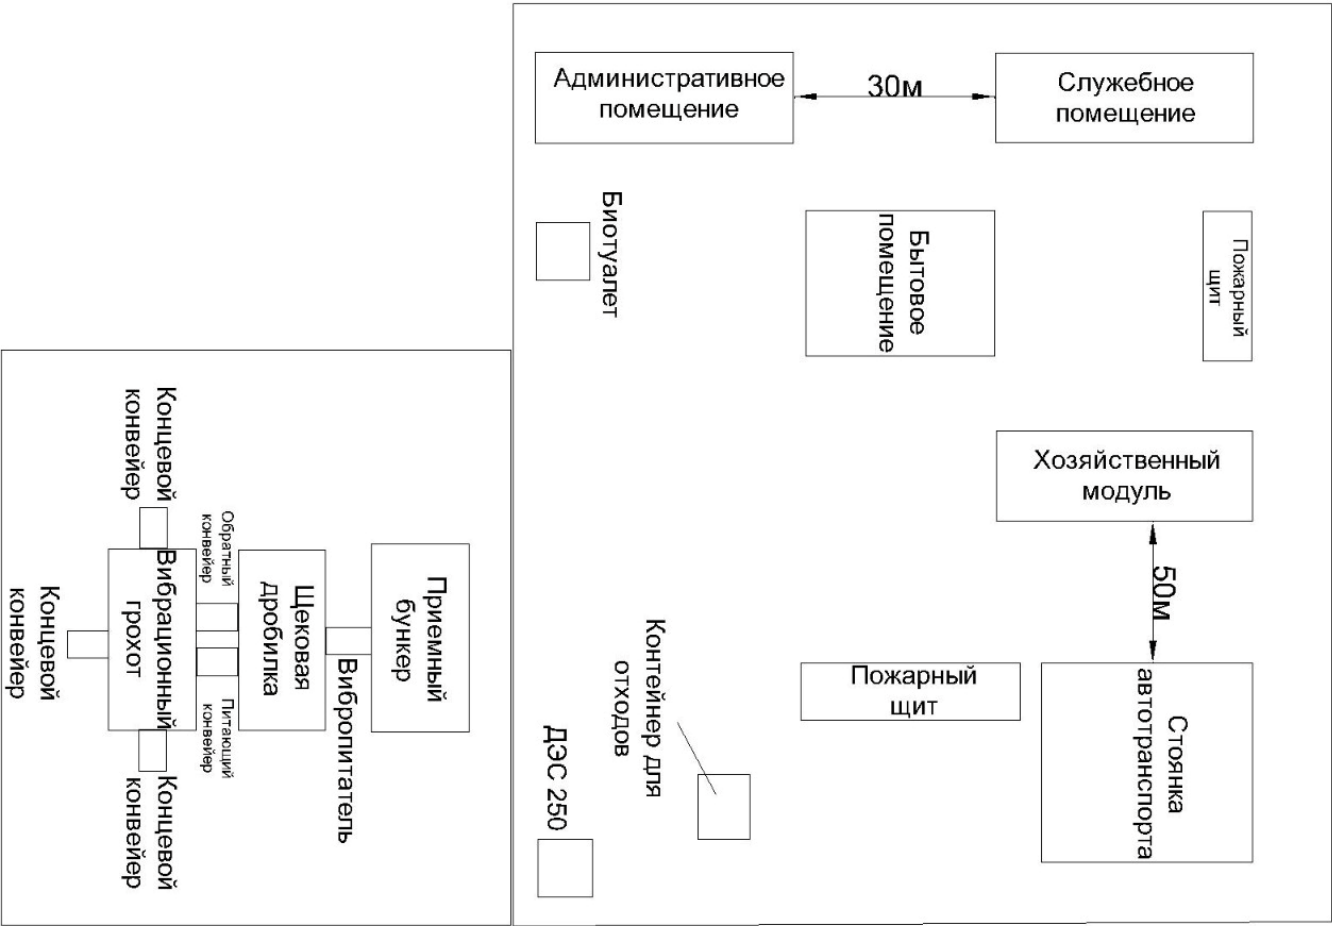 Административное
помещение
30м
Служебное
помещение
Биотуалет
Бытовое
помещение
Пожарный
щит
Хозяйственный
модуль
50м
Стоянка
автотранспорта
Пожарный
щит
Контейнер для
отходов
ДЭС 250
Приемный
бункер
Вибропитатель
Щековая
дробилка
Обратный
конвейер
Питающий
конвейер
Вибрационный
грохот
Концевой
конвейер
Концевой
конвейер
Концевой
конвейер